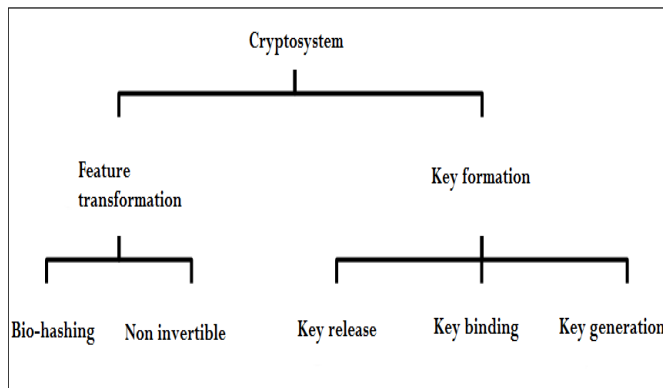 Cryptosystem
Feature
transformation
Key formation
Bio-hashing
Non invertible
Key release
Key binding
Key generation